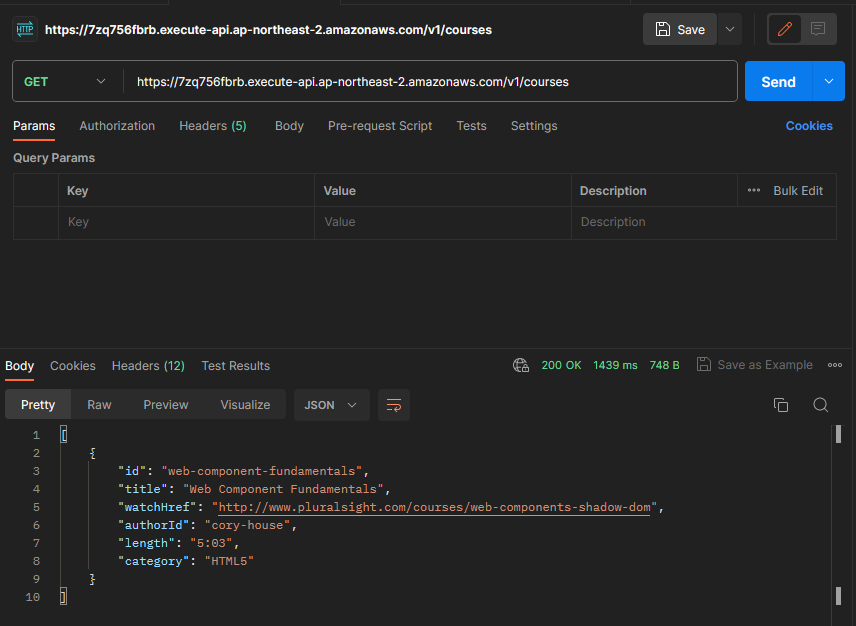 HTTP https://7zq756fbrb.execute-api.ap-northeast-2.amazonaws.com/v1/courses Save
GET https://7zq756fbrb.execute-api.ap-northeast-2.amazonaws.com/v1/courses Send
Params Authorization Headers (5) Body Pre-request Script Tests Settings Cookies
Query Params
Key Value Description ••• Bulk Edit
Key Value Description
Body Cookies Headers (12) Test Results 200 OK 1439 ms 748 B Save as Example
Pretty Raw Preview Visualize JSON
1 [
2 {
3 "id": "web-component-fundamentals",
4 "title": "Web Component Fundamentals",
5 "watchHref": "http://www.pluralsight.com/courses/web-components-shadow-dom",
6 "authorId": "cory-house",
7 "length": "5:03",
8 "category": "HTML5"
9 }
10 ]